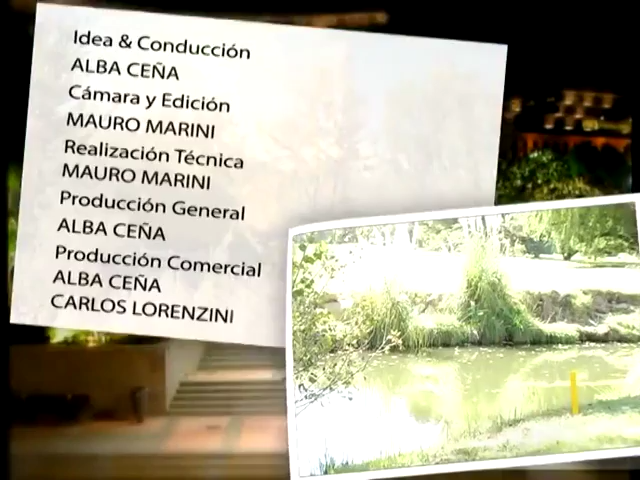 Idea & Conducción
ALBA CEÑA
Cámara y Edición
MAURO MARINI
Realización Técnica
MAURO MARINI
Producción General
ALBA CEÑA
Producción Comercial
ALBA CEÑA
CARLOS LORENZINI